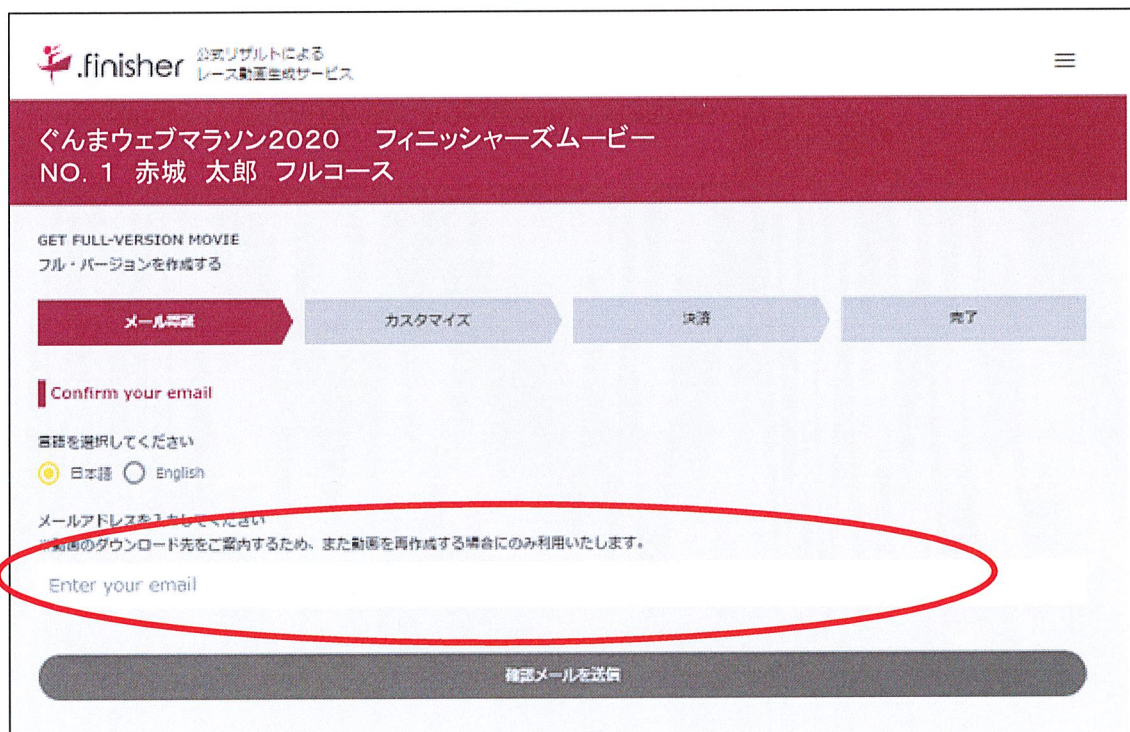 .finisher
公式リザルトによる
レース動画生成サービス
ぐんまウェブマラソン2020 フィニッシャーズムービー
NO. 1 赤城 太郎 フルコース
GET FULL-VERSION MOVIE
フル・バージョンを作成する
メール認証 カスタマイズ 決済 完了
Confirm your email
言語を選択してください
日本語 English
メールアドレスを入力してください
※動画のダウンロード先をご案内するため、また動画を再作成する場合にのみ利用いたします。
Enter your email
確認メールを送信